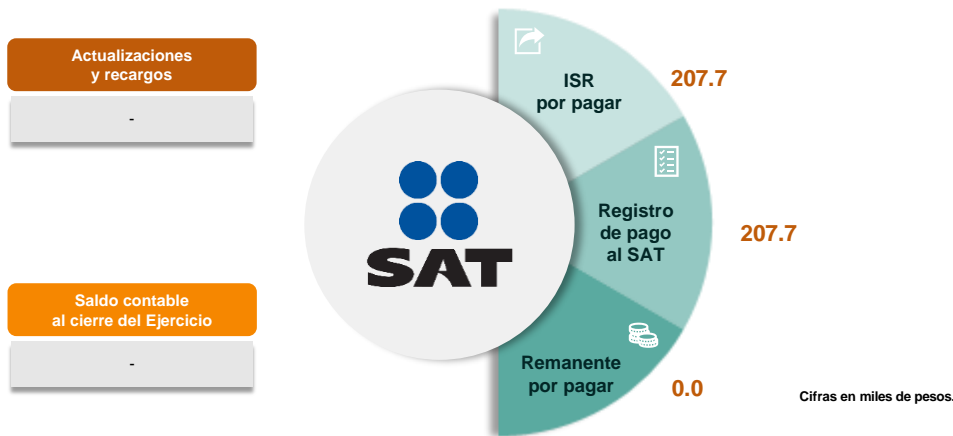 Actualizaciones
y recargos
-
Saldo contable
al cierre del Ejercicio
-
SAT
ISR
por pagar
207.7
Registro
de pago
al SAT
207.7
Remanente
por pagar
0.0
Cifras en miles de pesos.